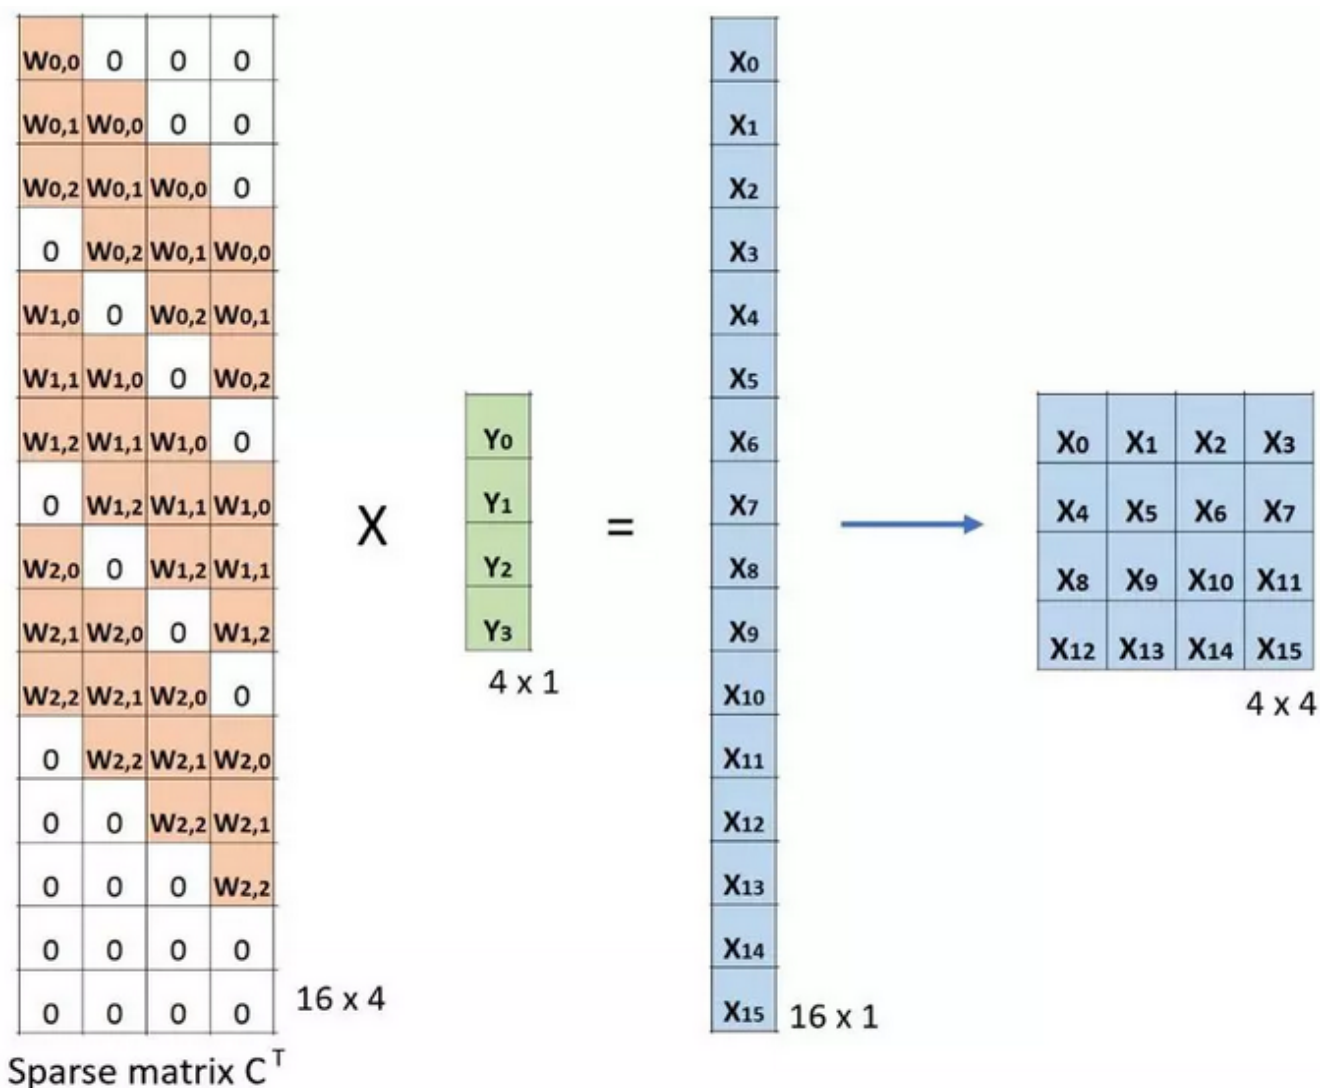 W0,0 0 0 0
W0,1 W0,0 0 0
W0,2 W0,1 W0,0 0
0 W0,2 W0,1 W0,0
W1,0 0 W0,2 W0,1
W1,1 W1,0 0 W0,2
W1,2 W1,1 W1,0 0
0 W1,2 W1,1 W1,0
W2,0 0 W1,2 W1,1
W2,1 W2,0 0 W1,2
W2,2 W2,1 W2,0 0
0 W2,2 W2,1 W2,0
0 0 W2,2 W2,1
0 0 0 W2,2
0 0 0 0
0 0 0 0
16 x 4
Sparse matrix C^T
X
Y0
Y1
Y2
Y3
4 x 1
=
X0
X1
X2
X3
X4
X5
X6
X7
X8
X9
X10
X11
X12
X13
X14
X15
16 x 1
X0 X1 X2 X3
X4 X5 X6 X7
X8 X9 X10 X11
X12 X13 X14 X15
4 x 4